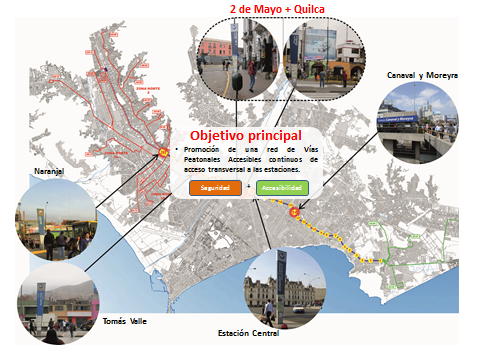 2 de Mayo + Quilca
Canaval y Moreyra
Objetivo principal
• Promoción de una red de Vías
Peatonales Accesibles continuos de
acceso transversal a las estaciones.
Seguridad + Accesibilidad
Naranjal
Tomás Valle
Estación Central